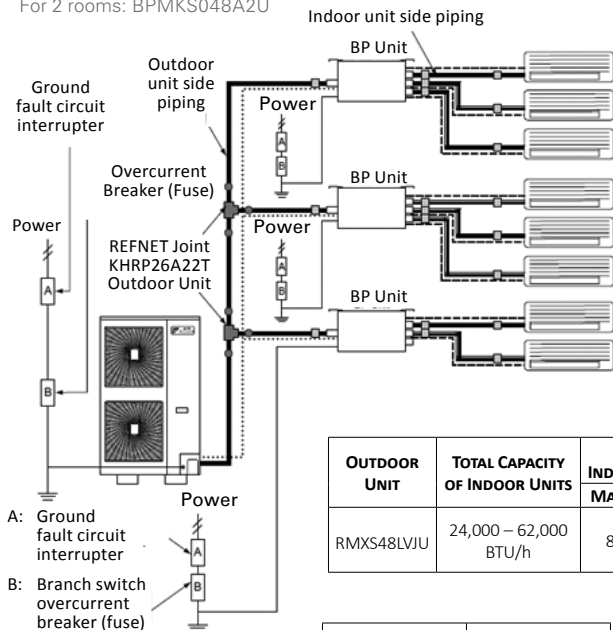 For 2 rooms: BPMKS048A2U
Indoor unit side piping
BP Unit
Outdoor
unit side
piping
Ground
fault circuit
interrupter
Power
A
B
Overcurrent
Breaker (Fuse)
BP Unit
Power
A
B
Power
REFNET Joint
KHRP26A22T
Outdoor Unit
A
B
BP Unit
Power
A
B
A: Ground
fault circuit
interrupter
B: Branch switch
overcurrent
breaker (fuse)
OUTDOOR
UNIT
TOTAL CAPACITY
OF INDOOR UNITS
RMXS48LVJU
24,000 – 62,000
BTU/h
8